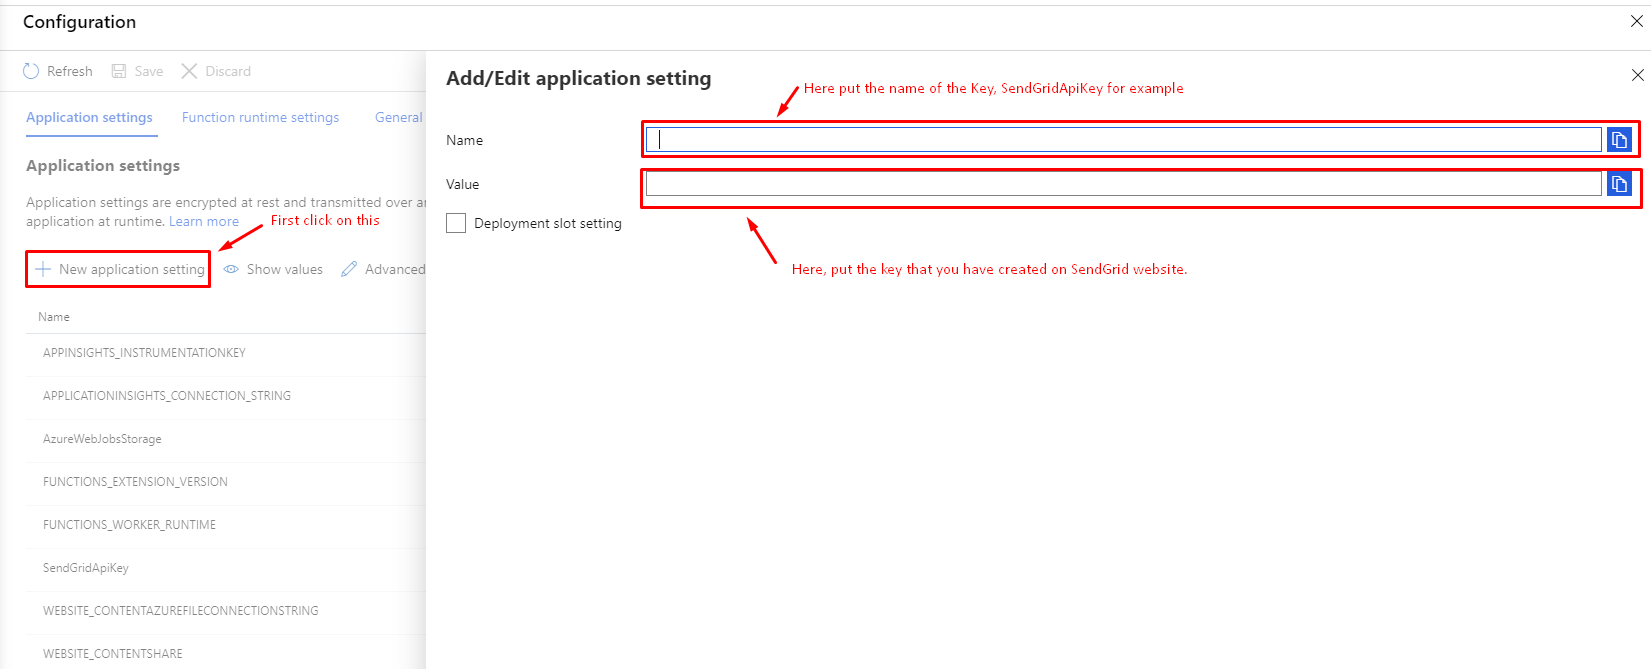 Configuration
Refresh Save Discard
Application settings Function runtime settings General
Application settings
Application settings are encrypted at rest and transmitted over an
application at runtime. Learn more
First click on this
New application setting Show values Advanced
Name
APPINSIGHTS_INSTRUMENTATIONKEY
APPLICATIONINSIGHTS_CONNECTION_STRING
AzureWebJobsStorage
FUNCTIONS_EXTENSION_VERSION
FUNCTIONS_WORKER_RUNTIME
SendGridApiKey
WEBSITE_CONTENTAZUREFILECONNECTIONSTRING
WEBSITE_CONTENTSHARE
Add/Edit application setting
Here put the name of the Key, SendGridApiKey for example
Name
Value
Deployment slot setting
Here, put the key that you have created on SendGrid website.